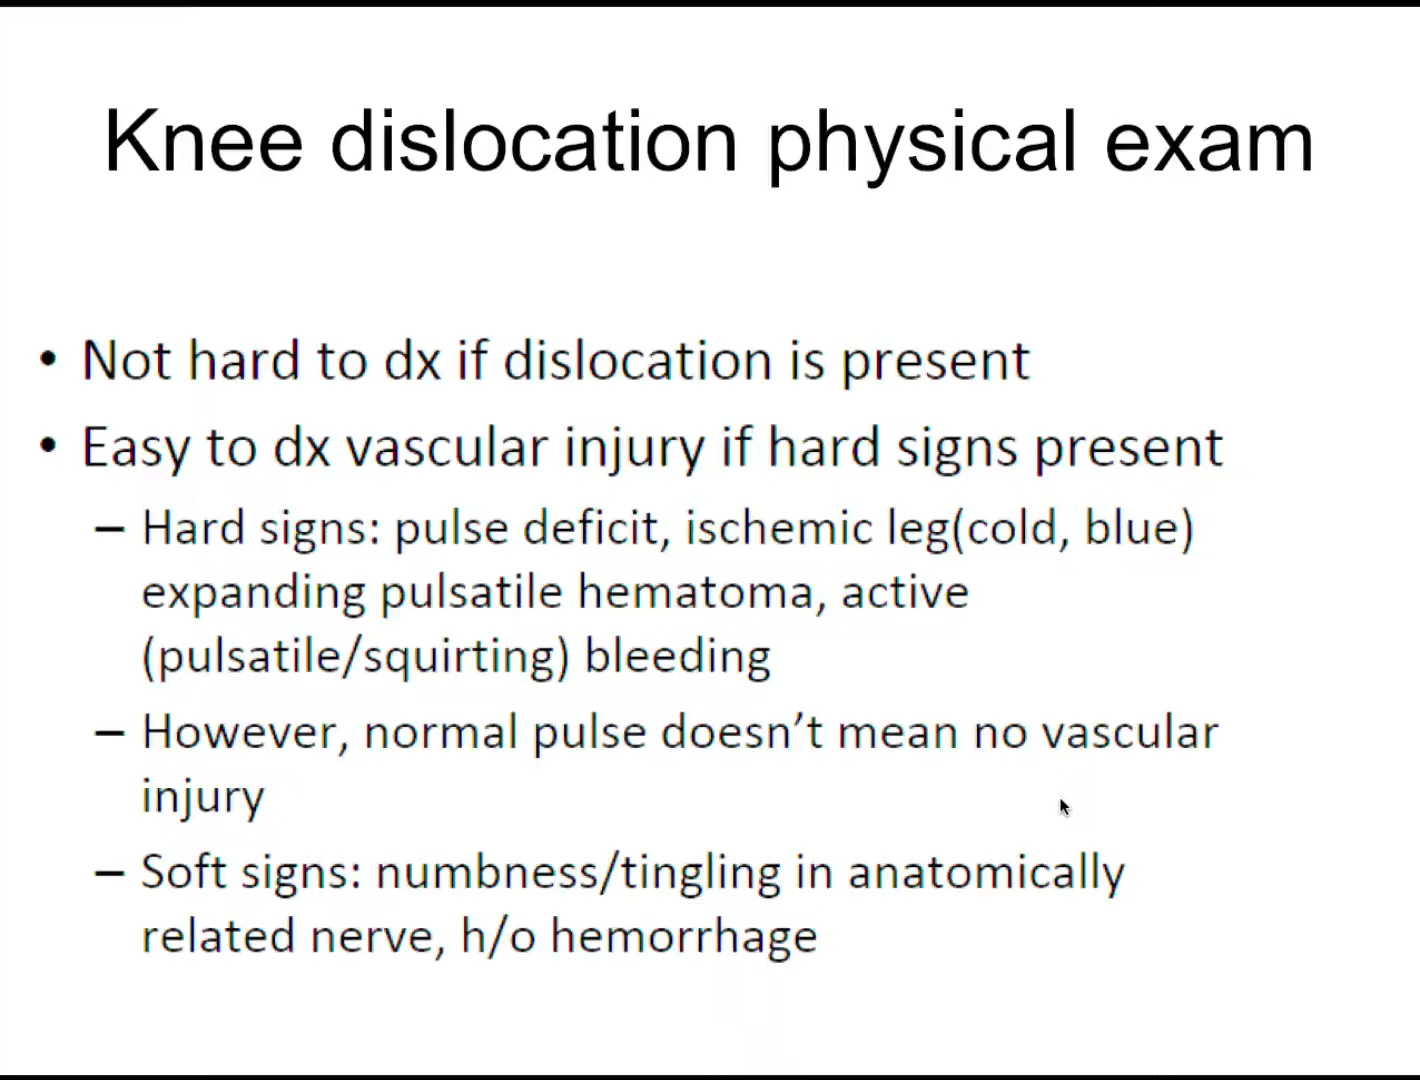 Knee dislocation physical exam
• Not hard to dx if dislocation is present
• Easy to dx vascular injury if hard signs present
– Hard signs: pulse deficit, ischemic leg(cold, blue)
expanding pulsatile hematoma, active
(pulsatile/squirting) bleeding
– However, normal pulse doesn’t mean no vascular
injury
– Soft signs: numbness/tingling in anatomically
related nerve, h/o hemorrhage